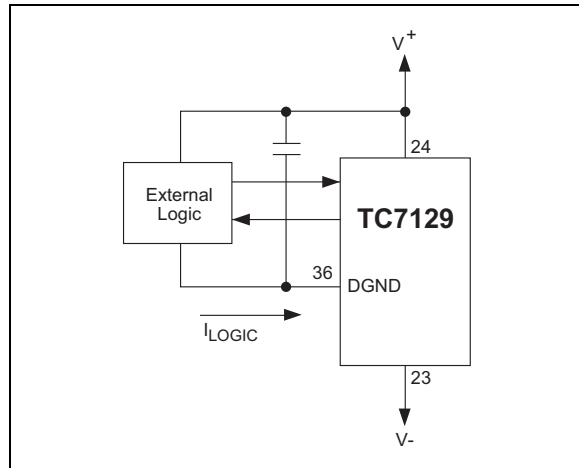 V+
24
External
Logic
TC7129
36
DGND
ILOGIC
23
V-